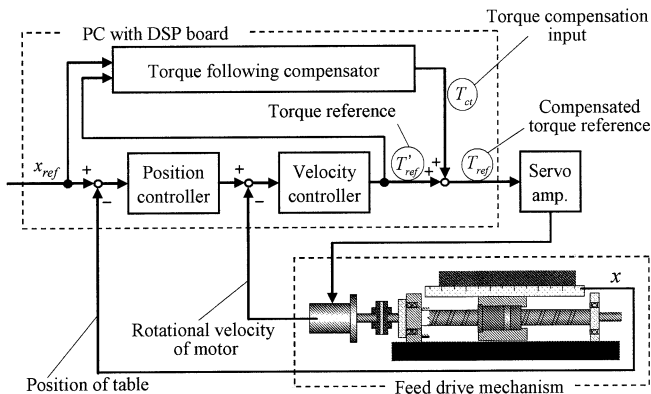 PC with DSP board
Torque compensation
input
Torque following compensator
T_ct
Torque reference
Compensated
torque reference
x_ref
+
−
Position
controller
+
−
Velocity
controller
T'_ref
+
+
T_ref
Servo
amp.
x
Rotational velocity
of motor
Position of table
Feed drive mechanism